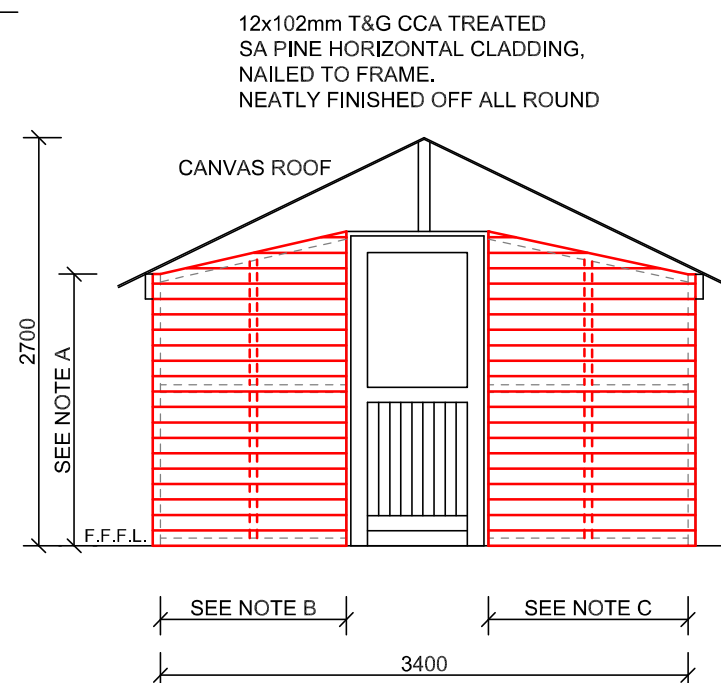 12x102mm T&G CCA TREATED
SA PINE HORIZONTAL CLADDING,
NAILED TO FRAME.
NEATLY FINISHED OFF ALL ROUND
CANVAS ROOF
2700
SEE NOTE A
F.F.F.L.
SEE NOTE B
SEE NOTE C
3400